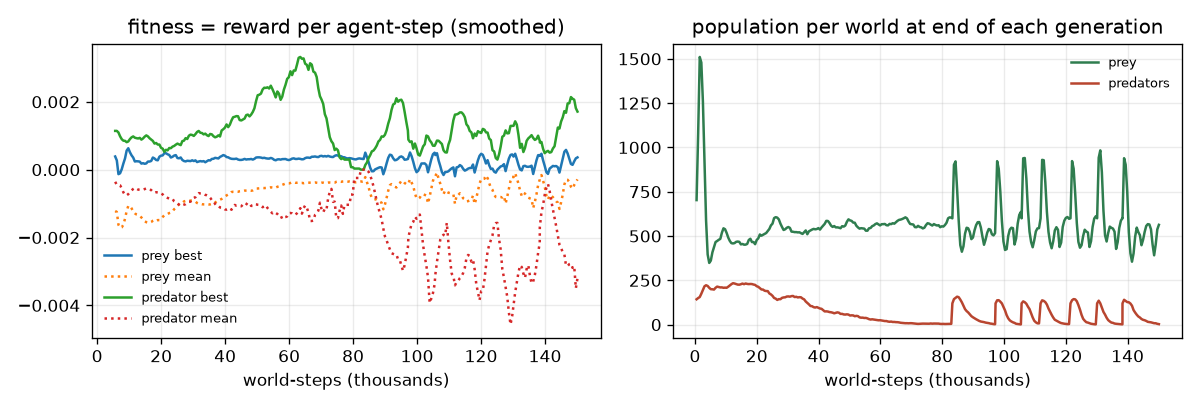 fitness = reward per agent-step (smoothed)
0.002
0.000
−0.002
−0.004
prey best
prey mean
predator best
predator mean
0 20 40 60 80 100 120 140
world-steps (thousands)
population per world at end of each generation
1500
1250
1000
750
500
250
0
prey
predators
0 20 40 60 80 100 120 140
world-steps (thousands)